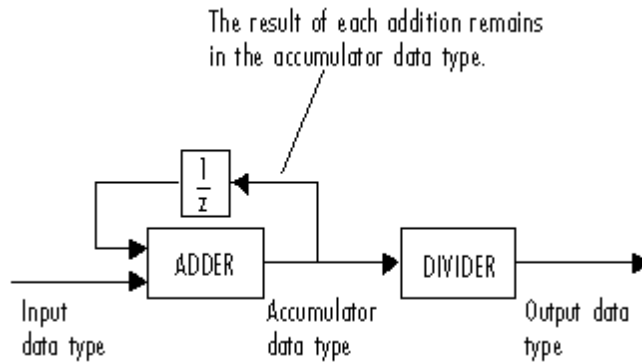 The result of each addition remains
in the accumulator data type.
1
z
ADDER
DIVIDER
Input
data type
Accumulator
data type
Output data
type